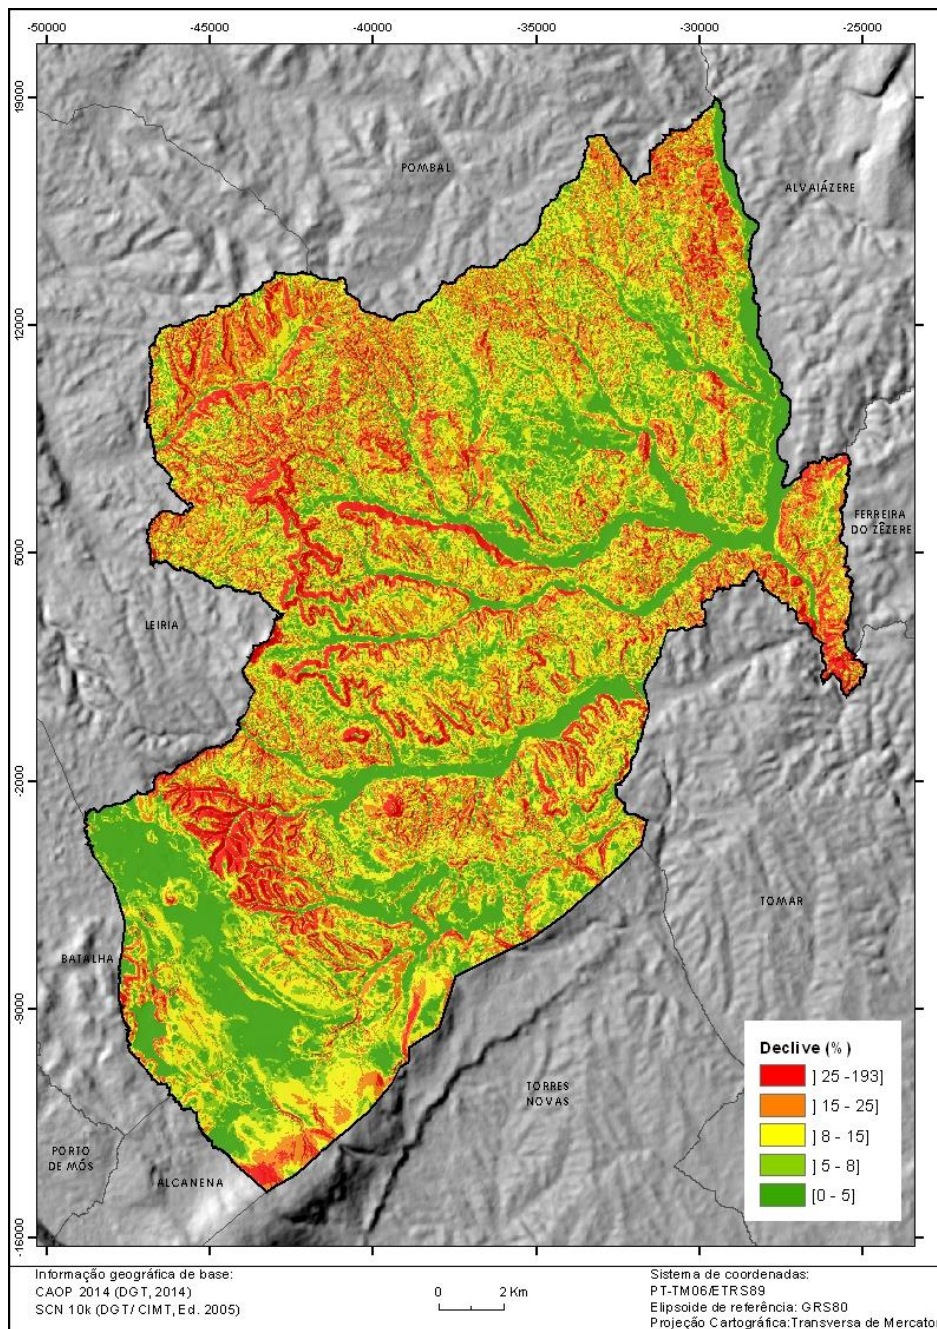 -50000
-45000
-40000
-35000
-30000
-25000
19000
12000
5000
-2000
-9000
-16000
POMBAL
ALVAIÁZERE
FERREIRA
DO ZÊZERE
LEIRIA
TOMAR
BATALHA
TORRES
NOVAS
PORTO
DE MÓS
ALCANENA
Declive (%)
] 25 -193]
] 15 - 25]
] 8 - 15]
] 5 - 8]
[0 - 5]
Informação geográfica de base:
CAOP 2014 (DGT, 2014)
SCN 10k (DGT/ CIMT, Ed. 2005)
0 2 Km
Sistema de coordenadas:
PT-TM06/ETRS89
Elipsoide de referência: GRS80
Projeção Cartográfica:Transversa de Mercator